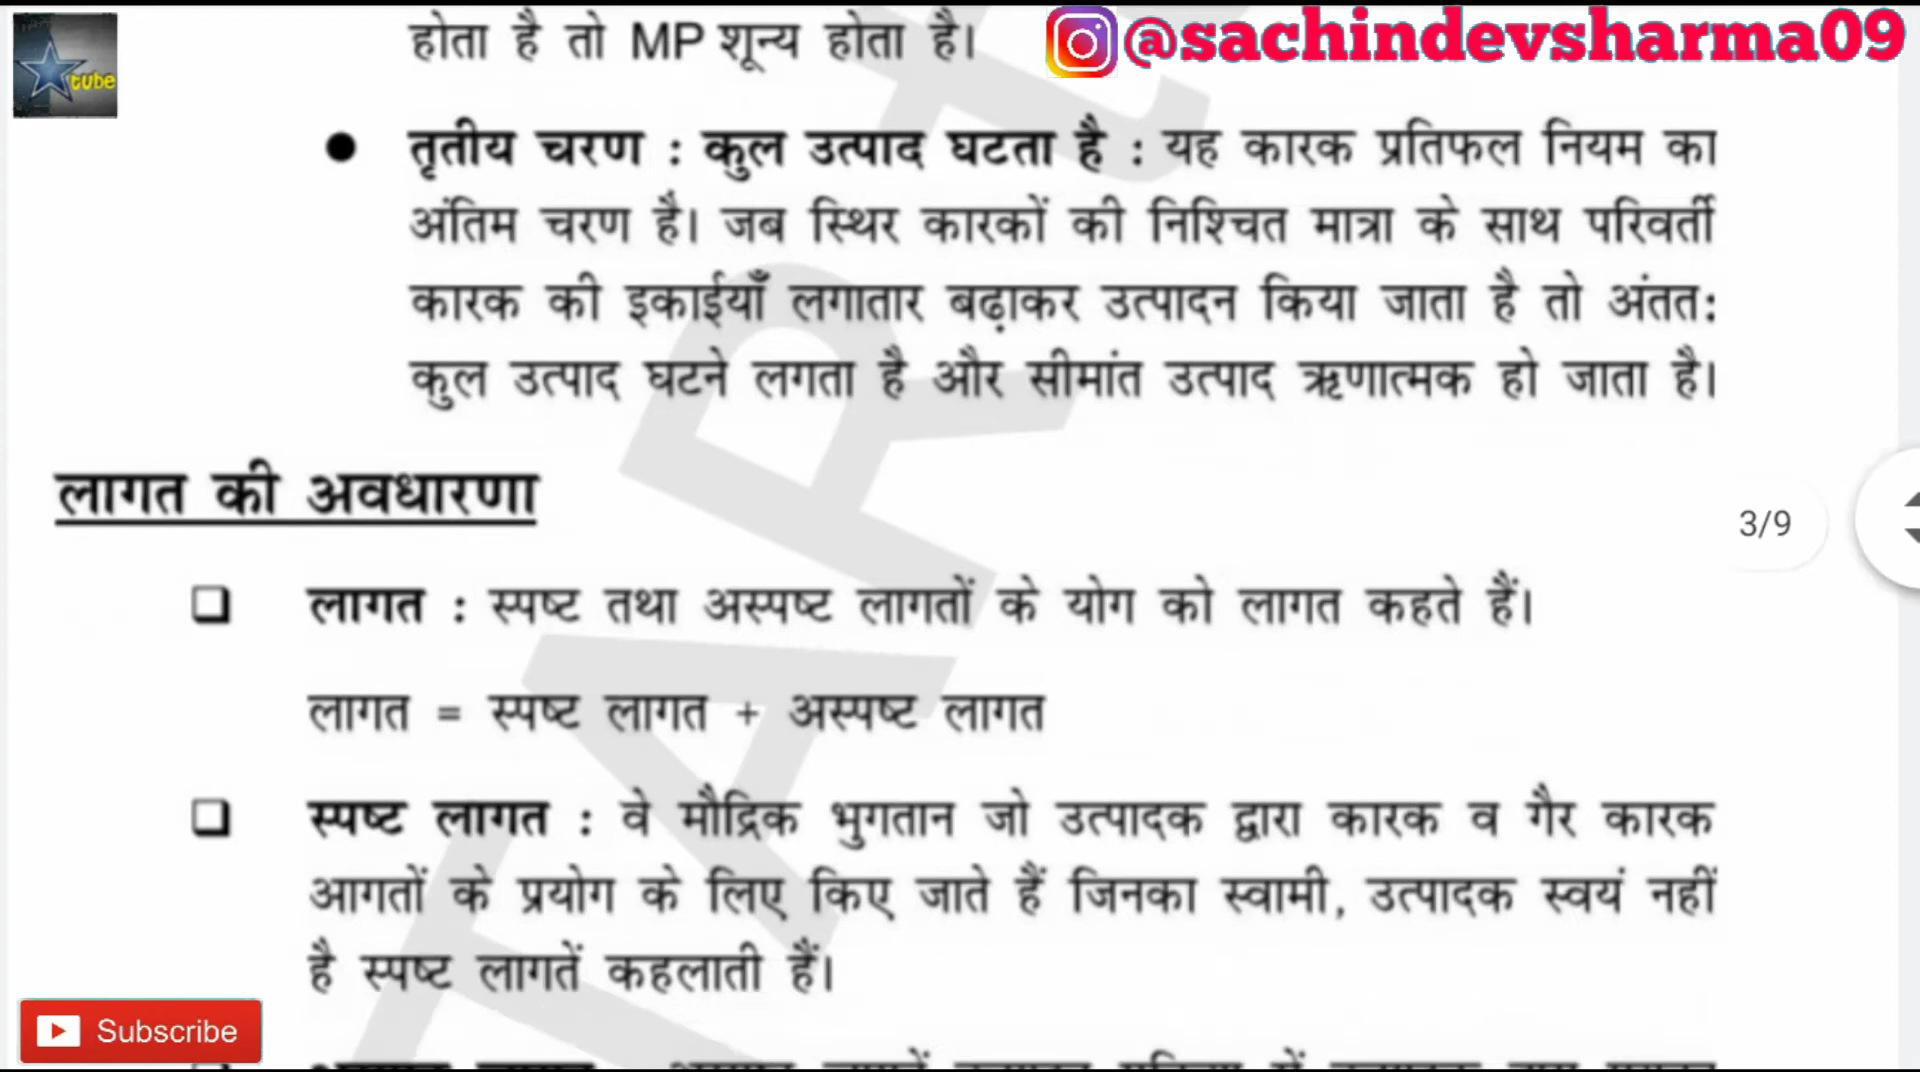 होता है तो MP शून्य होता है।
@sachindevsharma09
tube
● तृतीय चरण : कुल उत्पाद घटता है : यह कारक प्रतिफल नियम का
अंतिम चरण है। जब स्थिर कारकों की निश्चित मात्रा के साथ परिवर्ती
कारक की इकाईयाँ लगातार बढ़ाकर उत्पादन किया जाता है तो अंतत:
कुल उत्पाद घटने लगता है और सीमांत उत्पाद ऋणात्मक हो जाता है।
लागत की अवधारणा
3/9
❑ लागत : स्पष्ट तथा अस्पष्ट लागतों के योग को लागत कहते हैं।
लागत = स्पष्ट लागत + अस्पष्ट लागत
❑ स्पष्ट लागत : वे मौद्रिक भुगतान जो उत्पादक द्वारा कारक व गैर कारक
आगतों के प्रयोग के लिए किए जाते हैं जिनका स्वामी, उत्पादक स्वयं नहीं
है स्पष्ट लागतें कहलाती हैं।
Subscribe